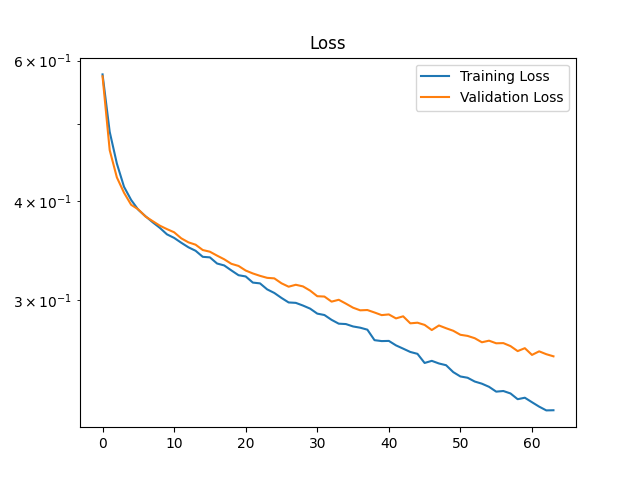 Loss
6 × 10⁻¹
4 × 10⁻¹
3 × 10⁻¹
Training Loss
Validation Loss
0 10 20 30 40 50 60